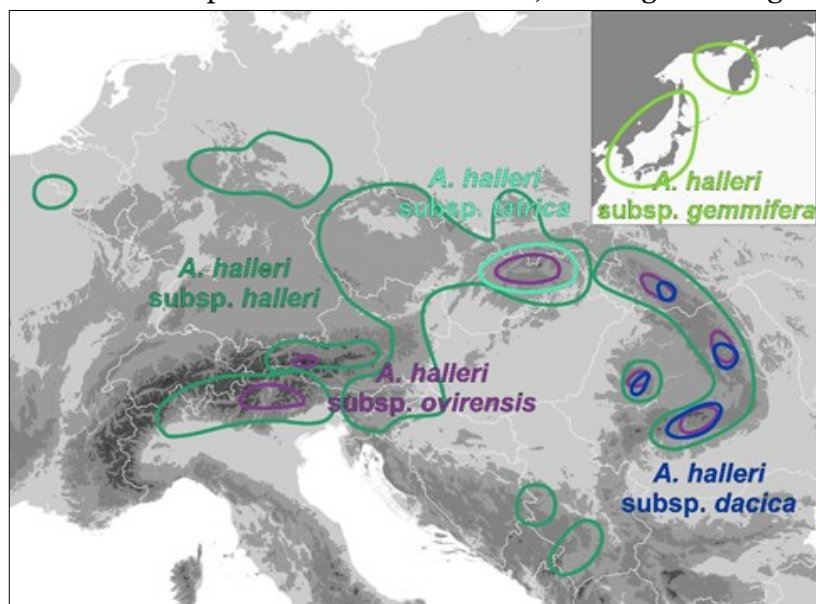 A. halleri
subsp. tatrica
A. halleri
subsp. gemmifera
A. halleri
subsp. halleri
A. halleri
subsp. ovirensis
A. halleri
subsp. dacica